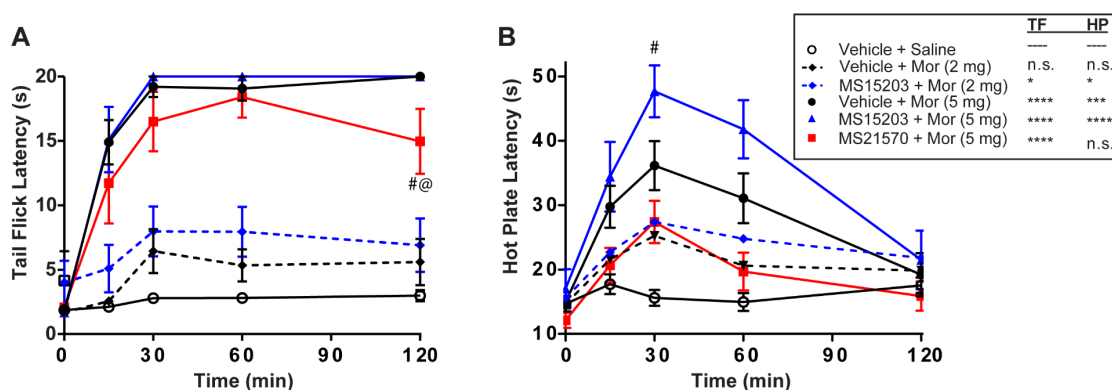 A
Tail Flick Latency (s)
20
15
10
5
0
#@
0 30 60 90 120
Time (min)
B
Hot Plate Latency (s)
50
40
30
20
10
#
0 30 60 90 120
Time (min)
TF HP
---- ----
Vehicle + Saline
Vehicle + Mor (2 mg) n.s. n.s.
MS15203 + Mor (2 mg) * *
Vehicle + Mor (5 mg) **** ***
MS15203 + Mor (5 mg) **** ****
MS21570 + Mor (5 mg) **** n.s.